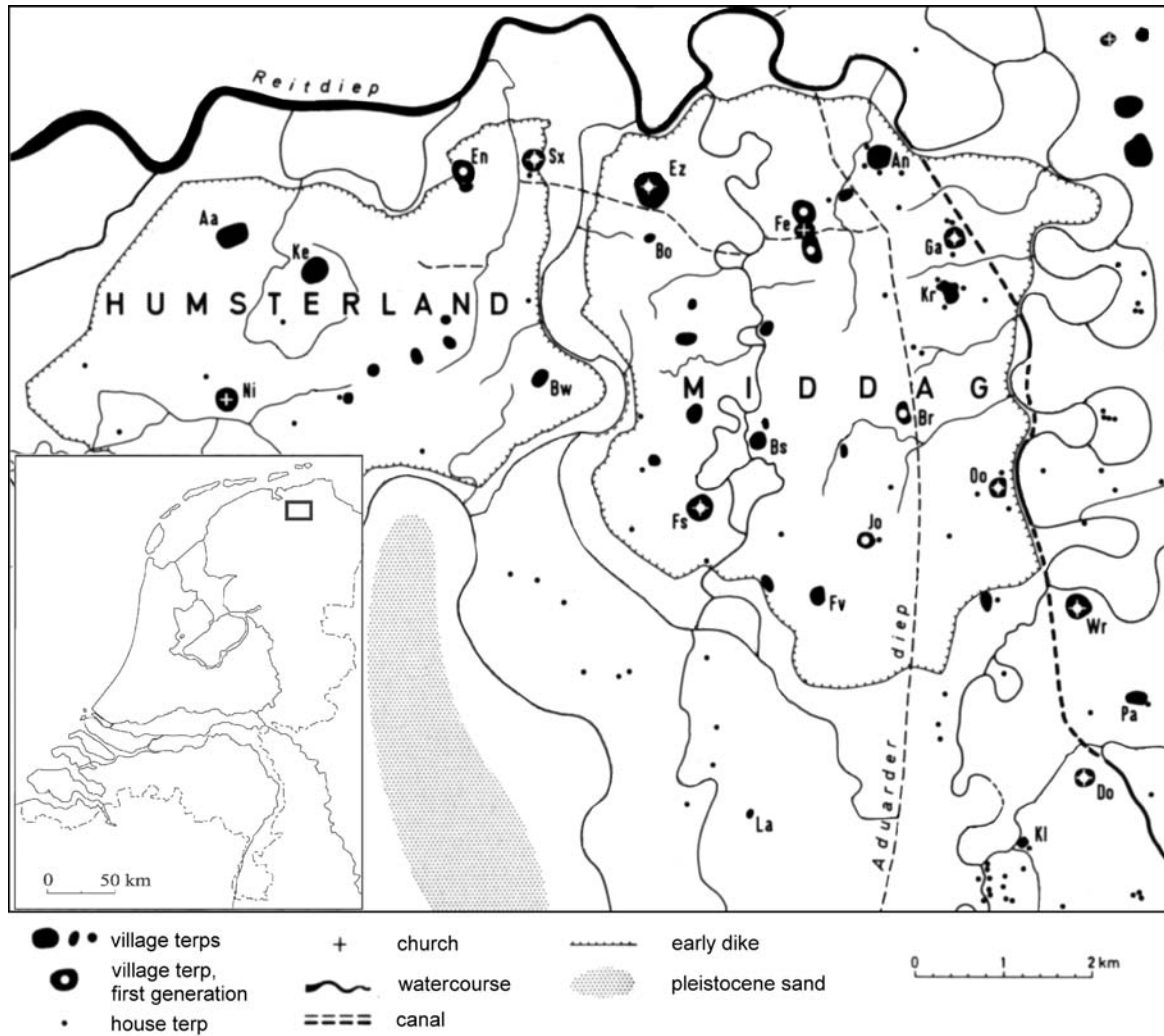 Reitdiep
En
Sx
Ez
An
Aa
Ke
Bo
Fe
Ga
Kr
HUMSTERLAND
MIDDAG
Ni
Bw
Bs
Br
Oo
Fs
Jo
Fv
Wr
Pa
Do
La
Kl
Aduarder diep
0 50 km
village terps
village terp,
first generation
house terp
church
watercourse
canal
early dike
pleistocene sand
0 2 km